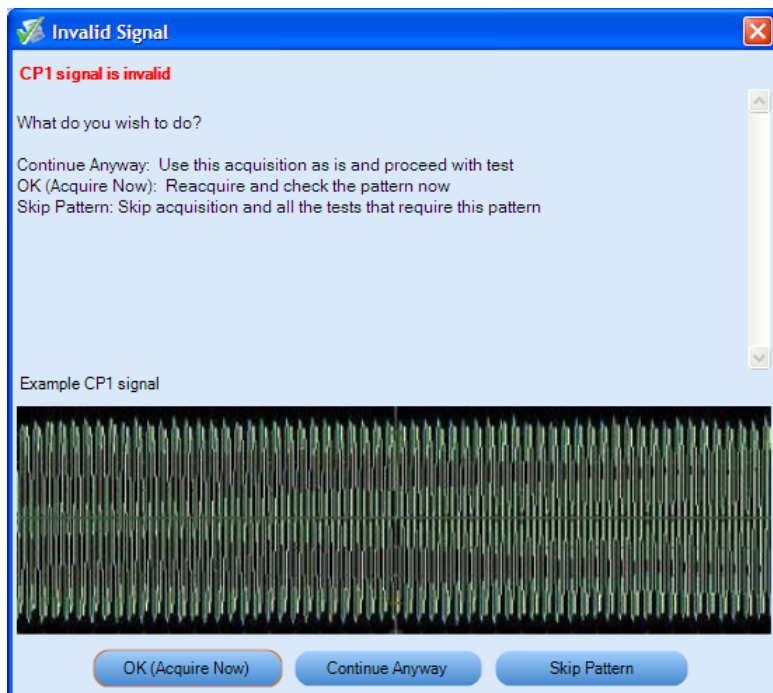 Invalid Signal
CP1 signal is invalid
What do you wish to do?
Continue Anyway: Use this acquisition as is and proceed with test
OK (Acquire Now): Reacquire and check the pattern now
Skip Pattern: Skip acquisition and all the tests that require this pattern
Example CP1 signal
OK (Acquire Now)
Continue Anyway
Skip Pattern